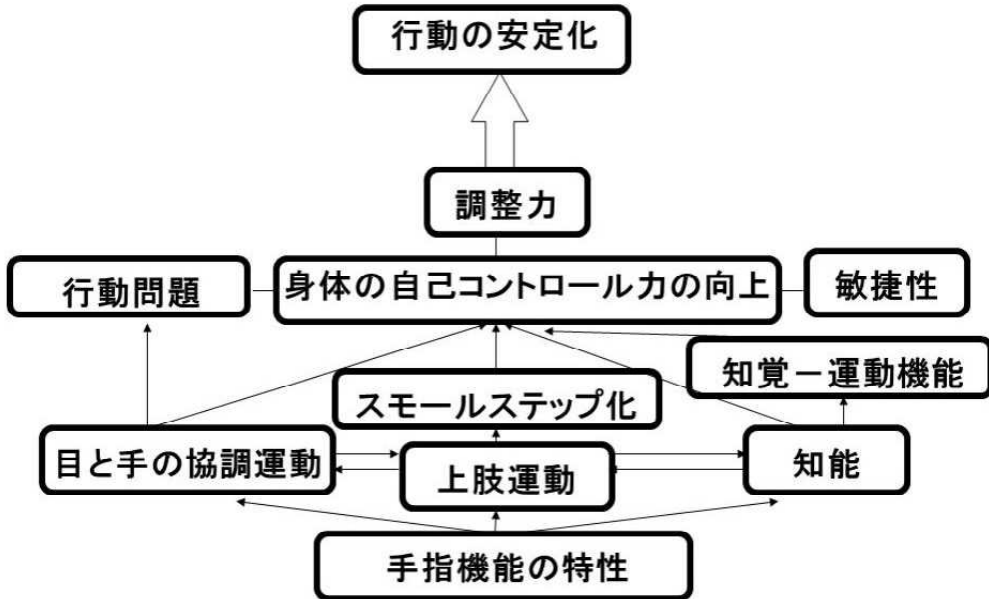 行動の安定化
調整力
行動問題
身体の自己コントロール力の向上
敏捷性
知覚－運動機能
スモールステップ化
目と手の協調運動
上肢運動
知能
手指機能の特性